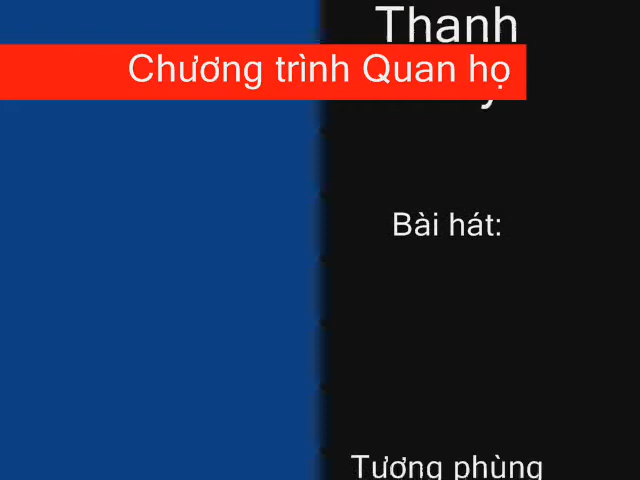 Thanh
Chương trình Quan họ
Bài hát:
Tương phùng